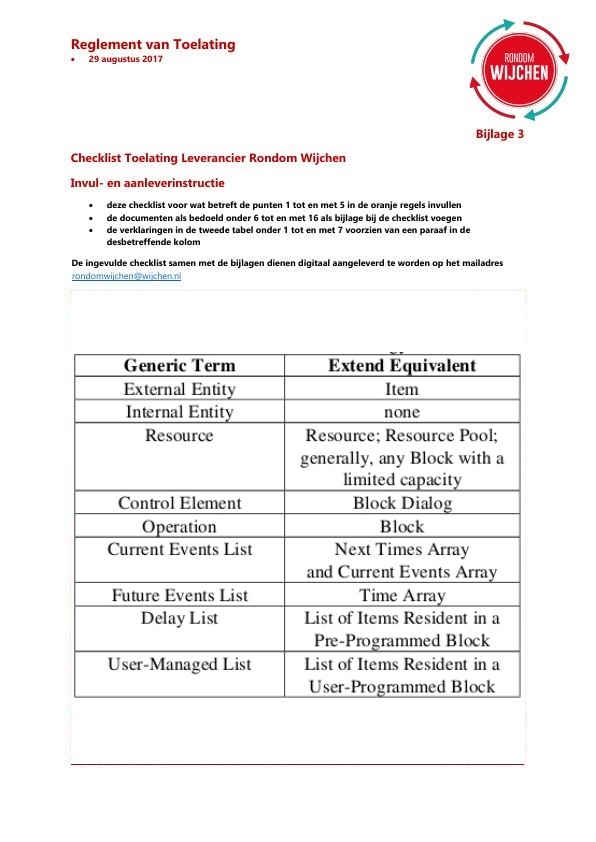 Reglement van Toelating
• 29 augustus 2017
RONDOM
WIJCHEN
Bijlage 3
Checklist Toelating Leverancier Rondom Wijchen
Invul- en aanleverinstructie
• deze checklist voor wat betreft de punten 1 tot en met 5 in de oranje regels invullen
• de documenten als bedoeld onder 6 tot en met 16 als bijlage bij de checklist voegen
• de verklaringen in de tweede tabel onder 1 tot en met 7 voorzien van een paraaf in de
desbetreffende kolom
De ingevulde checklist samen met de bijlagen dienen digitaal aangeleverd te worden op het mailadres
rondomwijchen@wijchen.nl
Generic Term Extend Equivalent
External Entity Item
Internal Entity none
Resource Resource; Resource Pool;
generally, any Block with a
limited capacity
Control Element Block Dialog
Operation Block
Current Events List Next Times Array
and Current Events Array
Future Events List Time Array
Delay List List of Items Resident in a
Pre-Programmed Block
User-Managed List List of Items Resident in a
User-Programmed Block